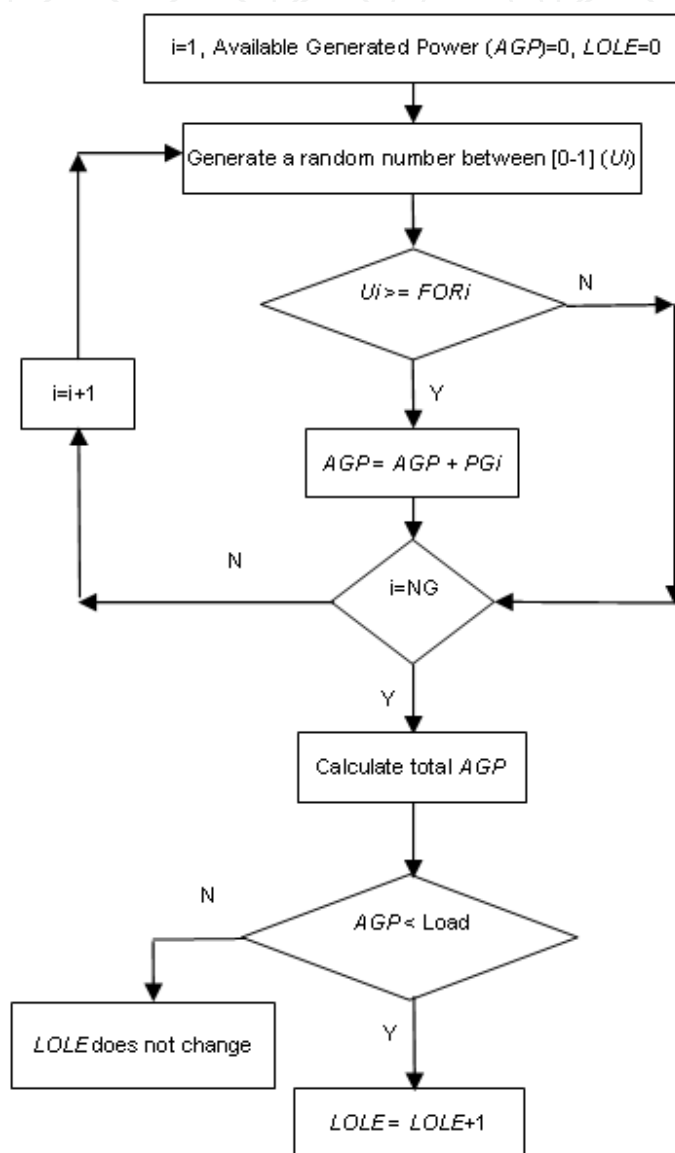 i=1, Available Generated Power (AGP)=0, LOLE=0
Generate a random number between [0-1] (Ui)
Ui>= FORi
N
i=i+1
Y
AGP= AGP + PGi
N
i=NG
Y
Calculate total AGP
N
AGP< Load
LOLE does not change
Y
LOLE= LOLE+1